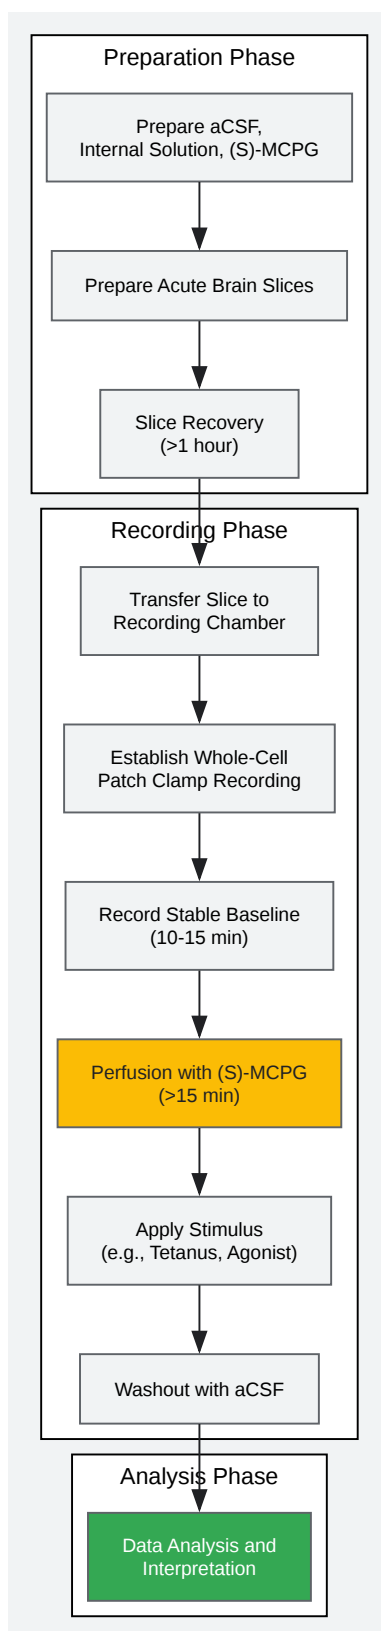 Preparation Phase
Prepare aCSF,
Internal Solution, (S)-MCPG
Prepare Acute Brain Slices
Slice Recovery
(>1 hour)
Recording Phase
Transfer Slice to
Recording Chamber
Establish Whole-Cell
Patch Clamp Recording
Record Stable Baseline
(10-15 min)
Perfusion with (S)-MCPG
(>15 min)
Apply Stimulus
(e.g., Tetanus, Agonist)
Washout with aCSF
Analysis Phase
Data Analysis and
Interpretation